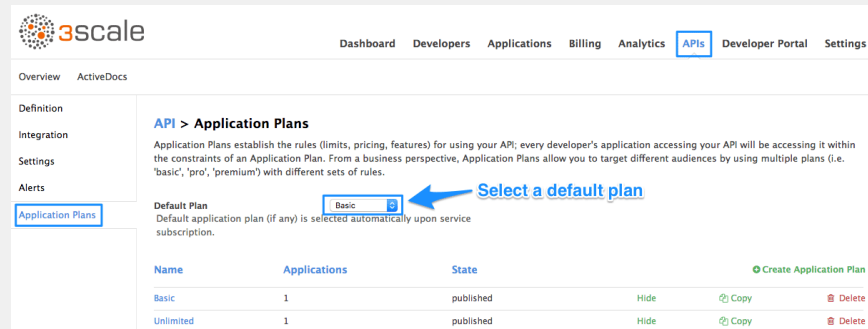 3scale
Dashboard Developers Applications Billing Analytics APIs Developer Portal Settings
Overview ActiveDocs
Definition
Integration
Settings
Alerts
Application Plans
API > Application Plans
Application Plans establish the rules (limits, pricing, features) for using your API; every developer's application accessing your API will be accessing it within
the constraints of an Application Plan. From a business perspective, Application Plans allow you to target different audiences by using multiple plans (i.e.
'basic', 'pro', 'premium') with different sets of rules.
Select a default plan
Default Plan Basic
Default application plan (if any) is selected automatically upon service
subscription.
Name Applications State Create Application Plan
Basic 1 published Hide Copy Delete
Unlimited 1 published Hide Copy Delete